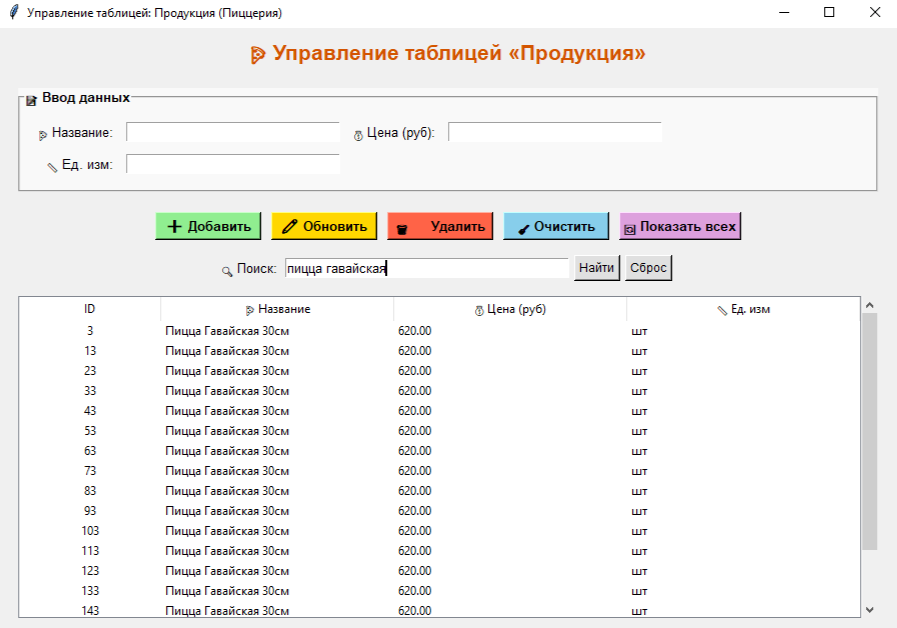 Управление таблицей: Продукция (Пиццерия)
Управление таблицей «Продукция»
Ввод данных
Название: Цена (руб):
Ед. изм:
Добавить Обновить Удалить Очистить Показать всех
Поиск: пицца гавайская Найти Сброс
ID Название Цена (руб) Ед. изм
3 Пицца Гавайская 30см 620.00 шт
13 Пицца Гавайская 30см 620.00 шт
23 Пицца Гавайская 30см 620.00 шт
33 Пицца Гавайская 30см 620.00 шт
43 Пицца Гавайская 30см 620.00 шт
53 Пицца Гавайская 30см 620.00 шт
63 Пицца Гавайская 30см 620.00 шт
73 Пицца Гавайская 30см 620.00 шт
83 Пицца Гавайская 30см 620.00 шт
93 Пицца Гавайская 30см 620.00 шт
103 Пицца Гавайская 30см 620.00 шт
113 Пицца Гавайская 30см 620.00 шт
123 Пицца Гавайская 30см 620.00 шт
133 Пицца Гавайская 30см 620.00 шт
143 Пицца Гавайская 30см 620.00 шт